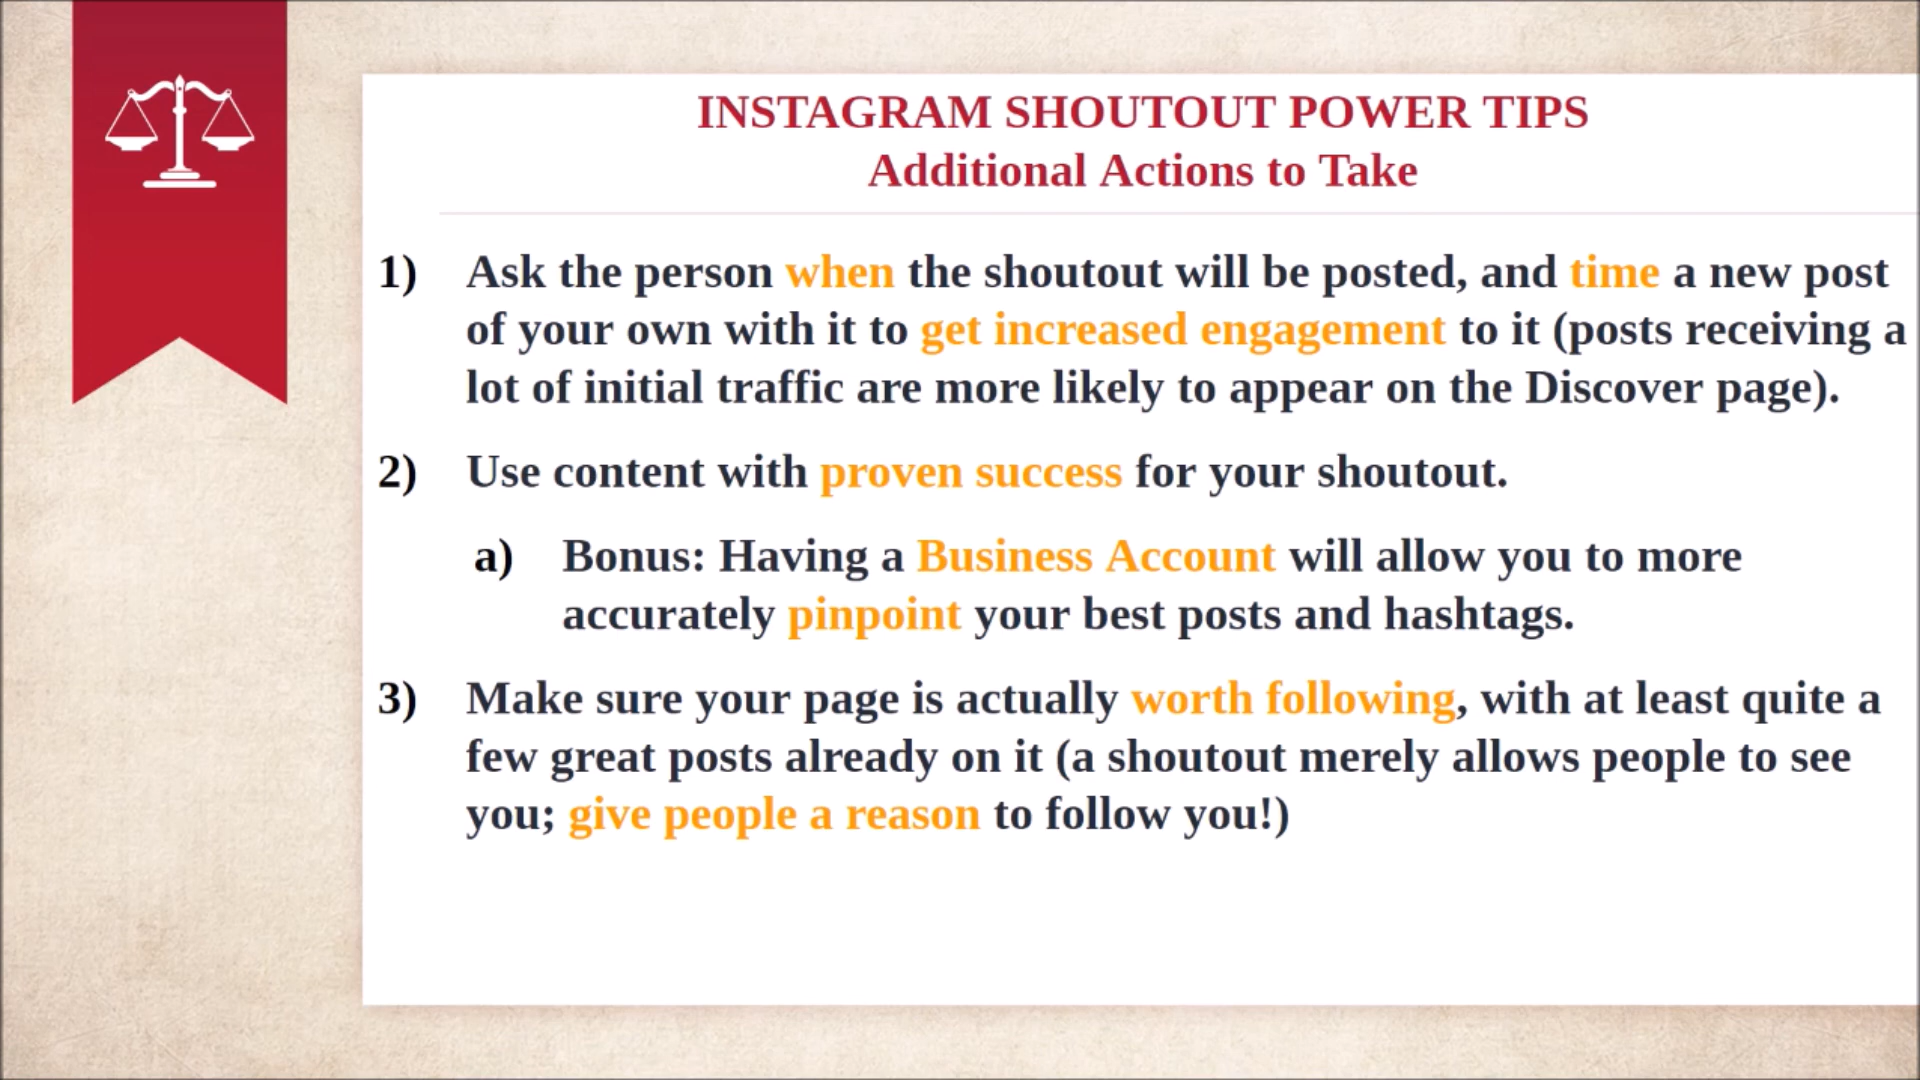 INSTAGRAM SHOUTOUT POWER TIPS
Additional Actions to Take
1) Ask the person when the shoutout will be posted, and time a new post
of your own with it to get increased engagement to it (posts receiving a
lot of initial traffic are more likely to appear on the Discover page).
2) Use content with proven success for your shoutout.
a) Bonus: Having a Business Account will allow you to more
accurately pinpoint your best posts and hashtags.
3) Make sure your page is actually worth following, with at least quite a
few great posts already on it (a shoutout merely allows people to see
you; give people a reason to follow you!)